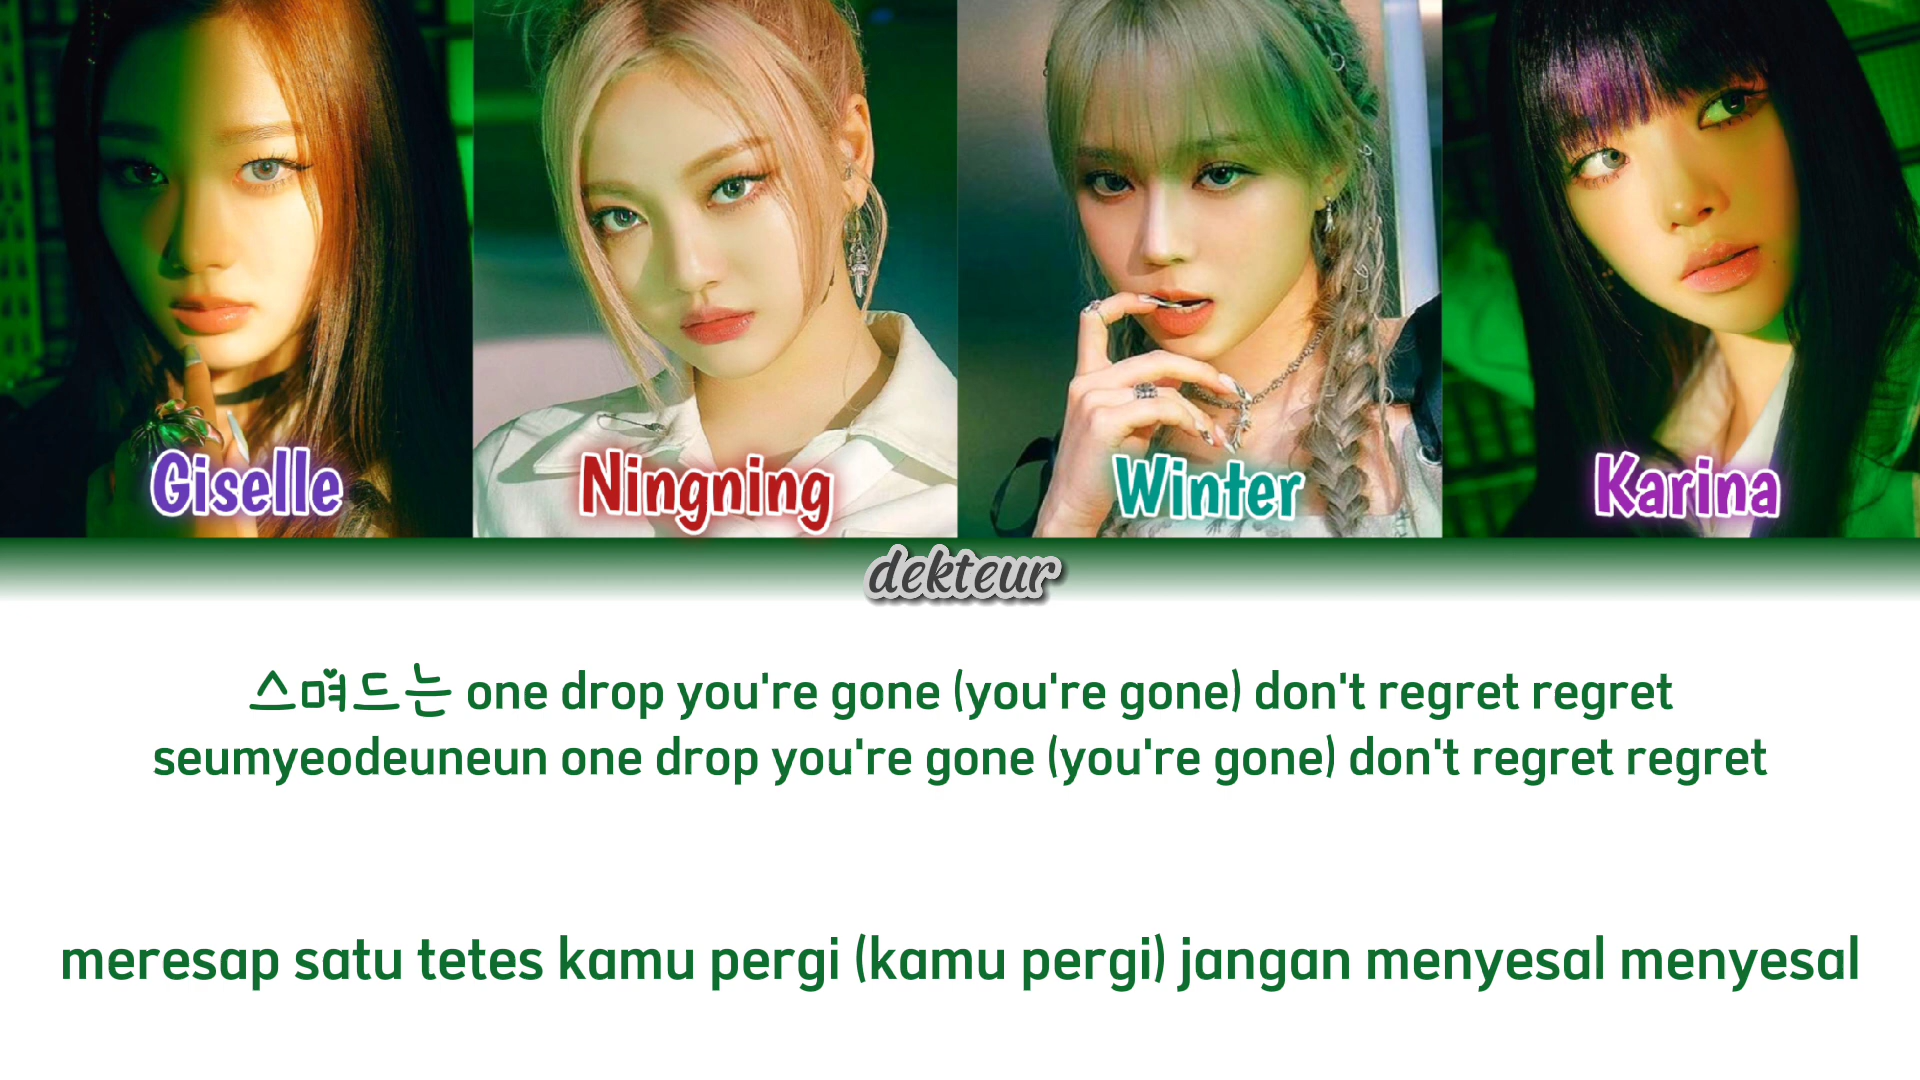 Giselle
Ningning
Winter
Karina
dekteur
스며드는 one drop you're gone (you're gone) don't regret regret
seumyeodeuneun one drop you're gone (you're gone) don't regret regret
meresap satu tetes kamu pergi (kamu pergi) jangan menyesal menyesal